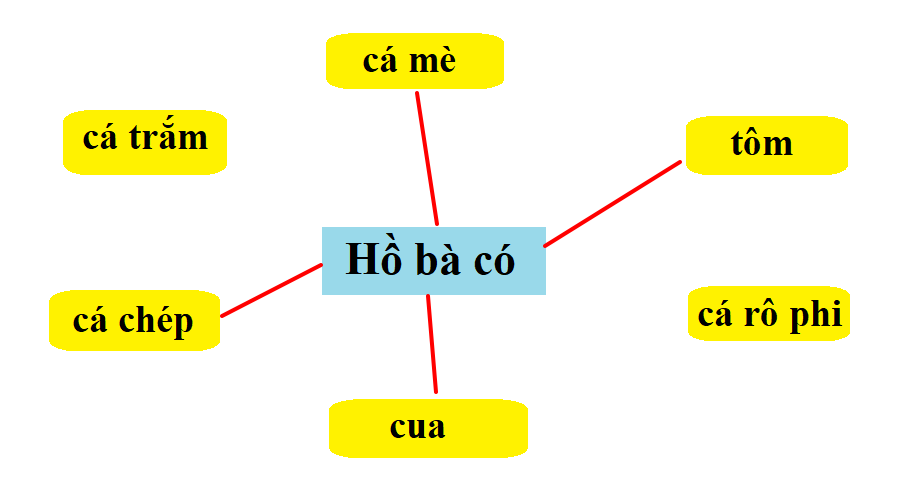 cá mè
cá trắm
tôm
Hồ bà có
cá chép
cá rô phi
cua